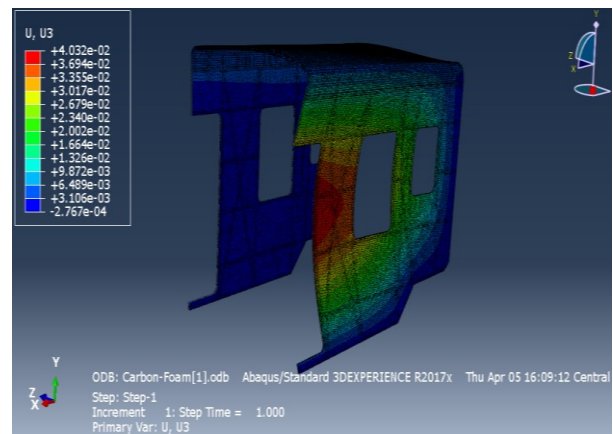 U, U3
+4.032e-02
+3.694e-02
+3.355e-02
+3.017e-02
+2.679e-02
+2.340e-02
+2.002e-02
+1.664e-02
+1.326e-02
+9.872e-03
+6.489e-03
+3.106e-03
-2.767e-04
Y
Z
X
Y
Z
X
ODB: Carbon-Foam[1].odb Abaqus/Standard 3DEXPERIENCE R2017x Thu Apr 05 16:09:12 Central
Step: Step-1
Increment 1: Step Time = 1.000
Primary Var: U, U3